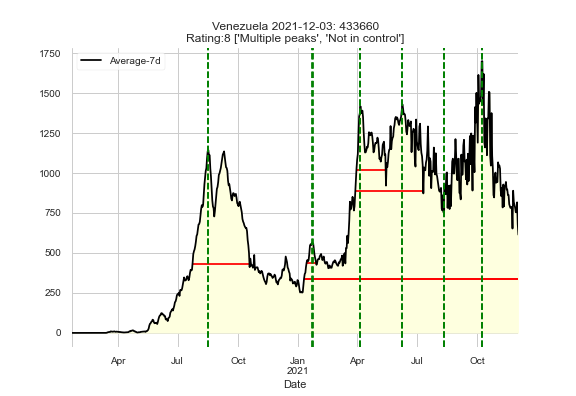 Venezuela 2021-12-03: 433660
Rating:8 ['Multiple peaks', 'Not in control']
Average-7d
1750
1500
1250
1000
750
500
250
0
Apr
Jul
Oct
Jan
2021
Apr
Jul
Oct
Date